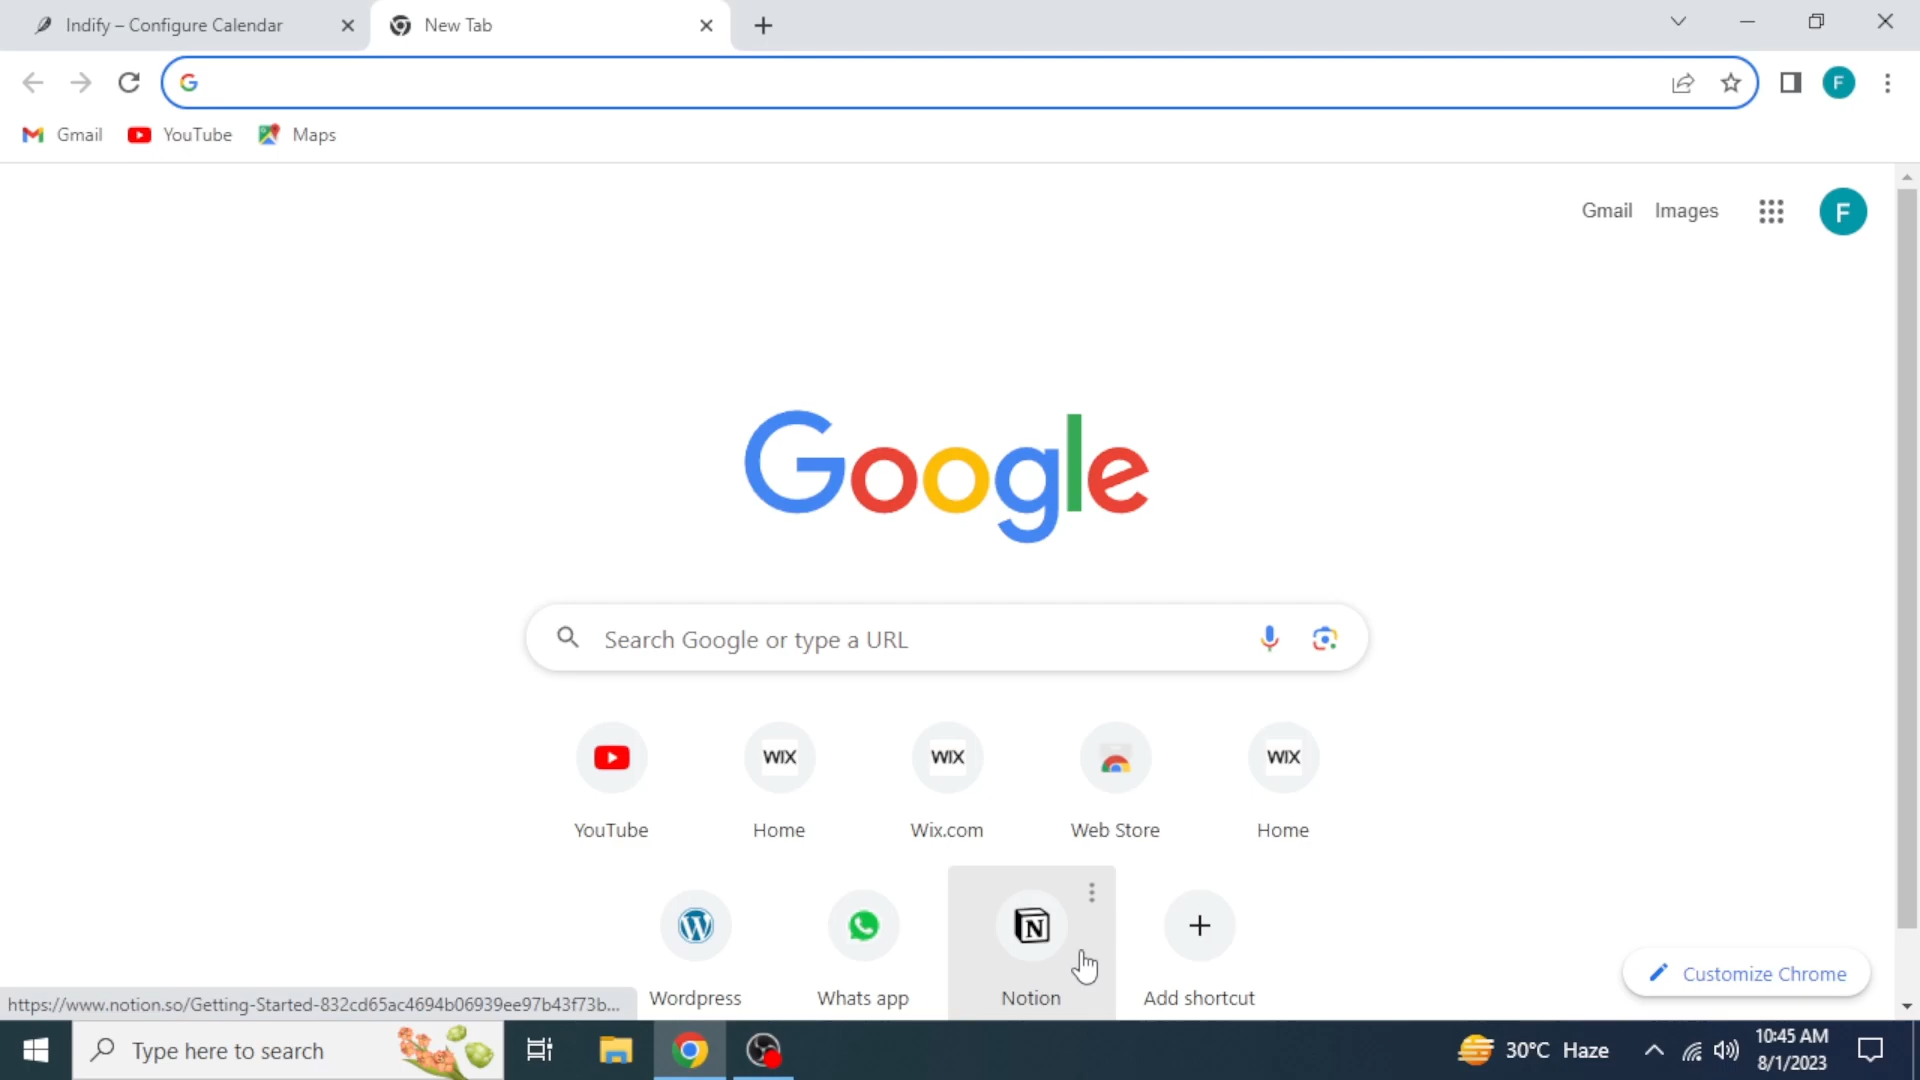 Indify – Configure Calendar
New Tab
Gmail
YouTube
Maps
Gmail
Images
F
F
Google
Search Google or type a URL
WIX
WIX
WIX
YouTube
Home
Wix.com
Web Store
Home
Wordpress
Whats app
Notion
Add shortcut
Customize Chrome
https://www.notion.so/Getting-Started-832cd65ac4694b06939ee97b43f73b...
Type here to search
30°C Haze
10:45 AM
8/1/2023